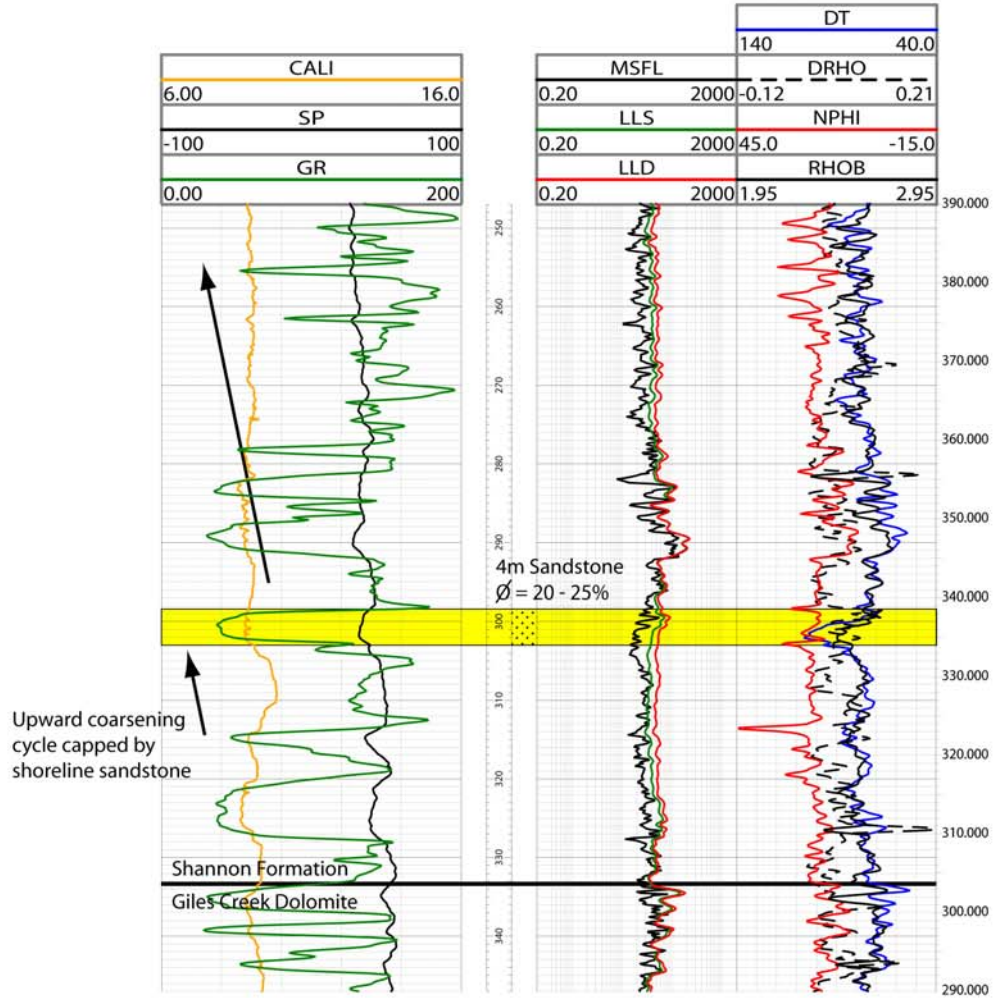 DT
140 40.0
CALI MSFL DRHO
6.00 16.0 0.20 2000 -0.12 0.21
SP LLS NPHI
-100 100 0.20 2000 45.0 -15.0
GR LLD RHOB
0.00 200 0.20 2000 1.95 2.95
390.000
250
380.000
260
370.000
270
360.000
280
350.000
290
4m Sandstone
Ø = 20 - 25%
340.000
300
330.000
310
Upward coarsening
cycle capped by
shoreline sandstone
320.000
320
310.000
330
Shannon Formation
Giles Creek Dolomite
300.000
340
290.000